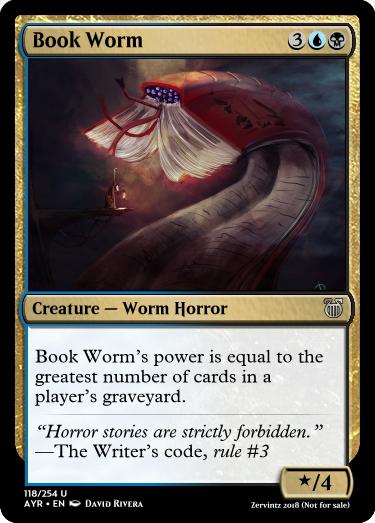 Book Worm 3
Creature — Worm Horror
Book Worm's power is equal to the
greatest number of cards in a
player's graveyard.
“Horror stories are strictly forbidden.”
—The Writer's code, rule #3
★/4
118/254 U
AYR • EN DAVID RIVERA
Zervintz 2018 (Not for sale)